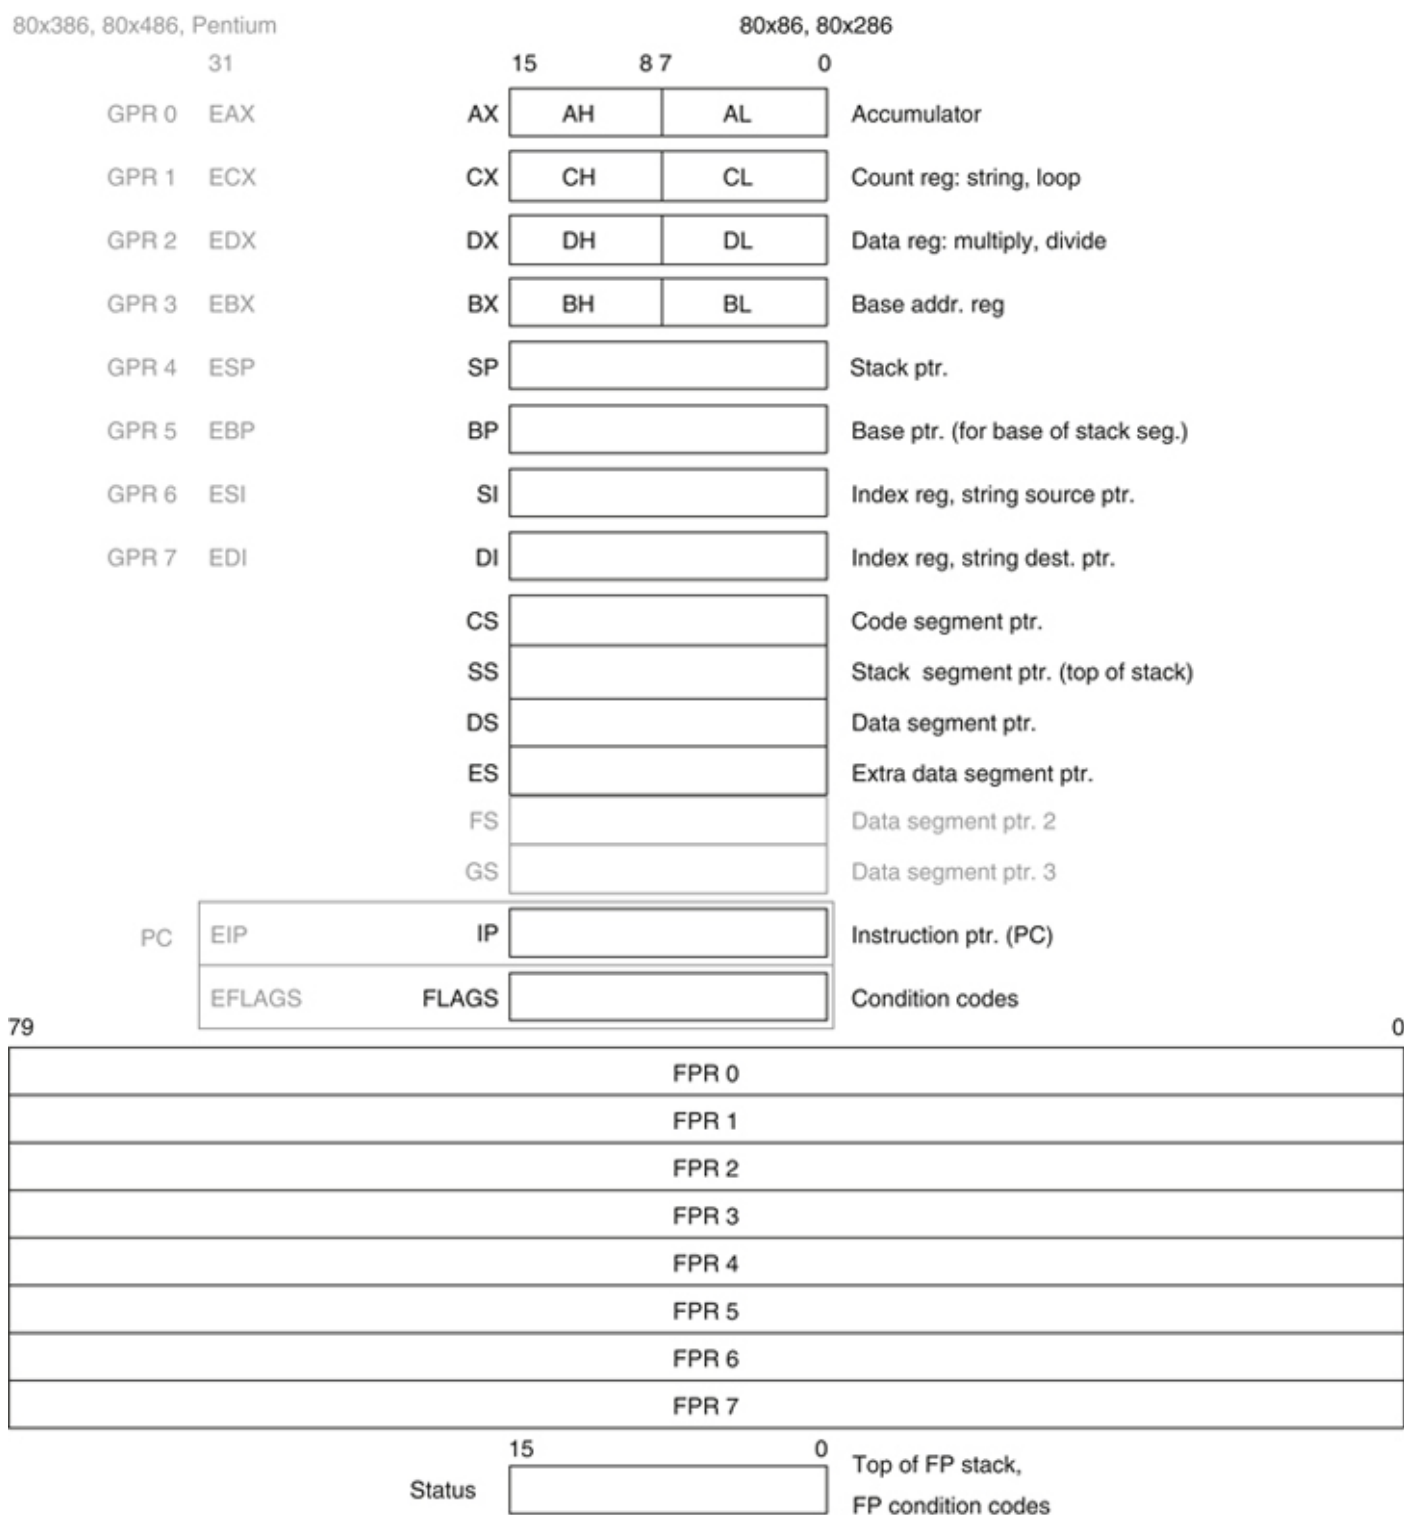 80x386, 80x486, Pentium 80x86, 80x286
31 15 8 7 0
GPR 0 EAX AX AH AL Accumulator
GPR 1 ECX CX CH CL Count reg: string, loop
GPR 2 EDX DX DH DL Data reg: multiply, divide
GPR 3 EBX BX BH BL Base addr. reg
GPR 4 ESP SP Stack ptr.
GPR 5 EBP BP Base ptr. (for base of stack seg.)
GPR 6 ESI SI Index reg, string source ptr.
GPR 7 EDI DI Index reg, string dest. ptr.
CS Code segment ptr.
SS Stack segment ptr. (top of stack)
DS Data segment ptr.
ES Extra data segment ptr.
FS Data segment ptr. 2
GS Data segment ptr. 3
PC EIP IP Instruction ptr. (PC)
EFLAGS FLAGS Condition codes
79 0
FPR 0
FPR 1
FPR 2
FPR 3
FPR 4
FPR 5
FPR 6
FPR 7
15 0
Status Top of FP stack,
FP condition codes